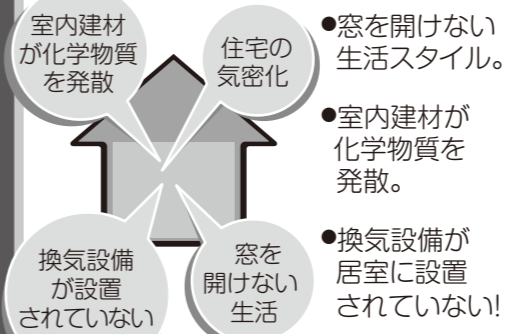 室内建材
が化学物質
を発散
住宅の
気密化
換気設備
が設置
されていない
窓を
開けない
生活
●窓を開けない
生活スタイル。
●室内建材が
化学物質を
発散。
●換気設備が
居室に設置
されていない!